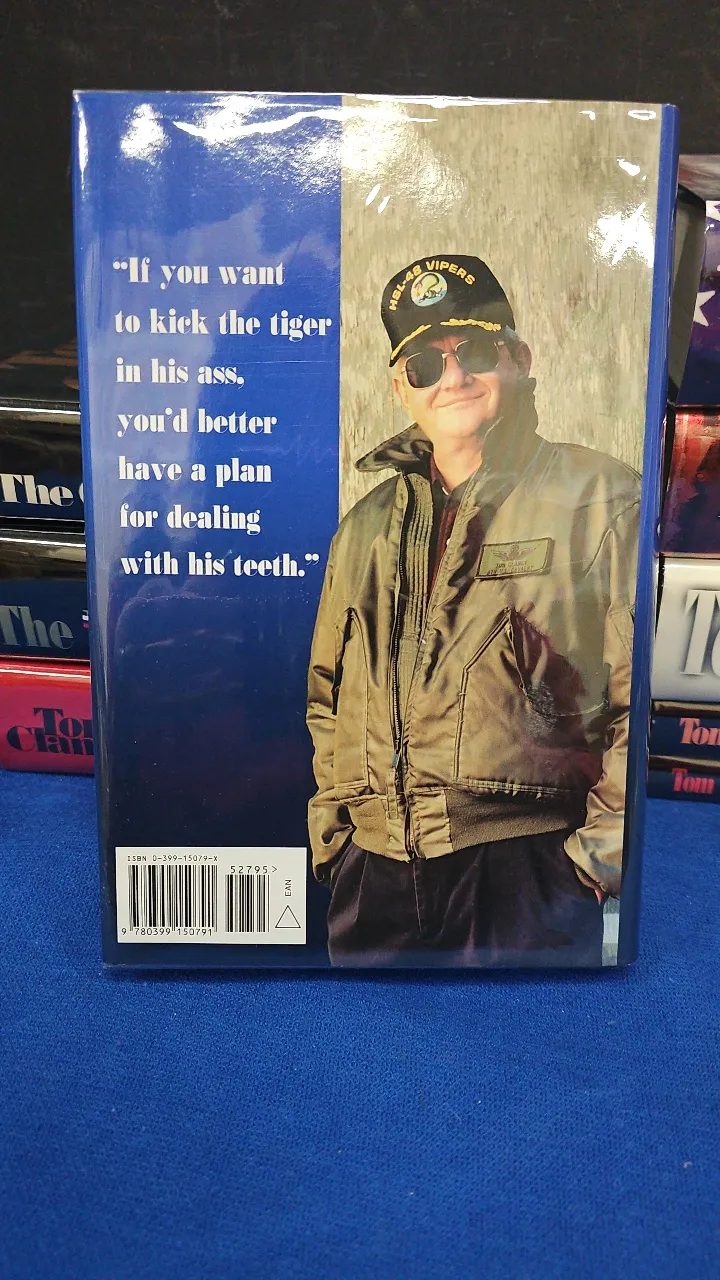 “If you want
to kick the tiger
in his ass,
you’d better
have a plan
for dealing
with his teeth.”
HSL-48 VIPERS
ISBN 0-399-15079-X
52795>
EAN
9 780399 150791
The
The
Tom
Clan
Tom
Tom